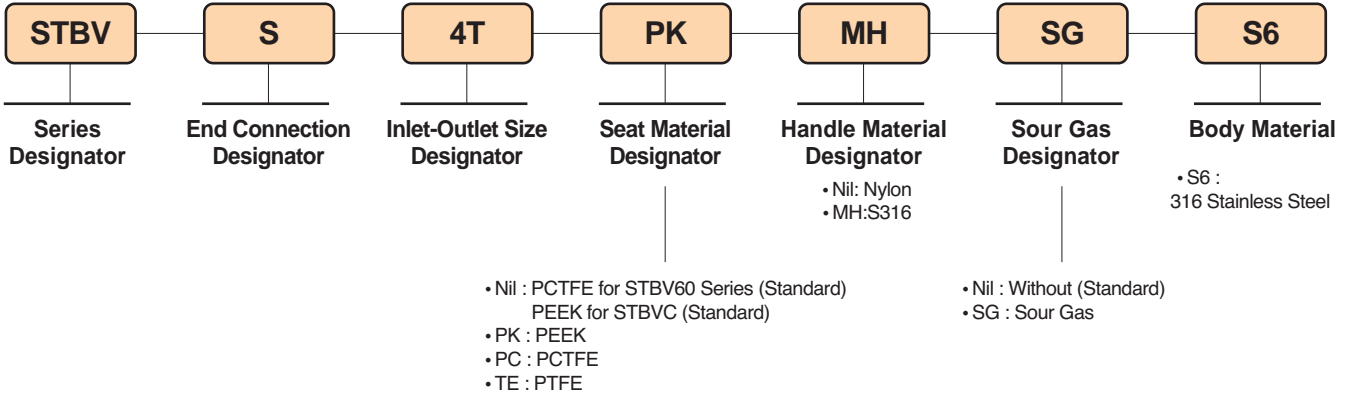 STBV S 4T PK MH SG S6
Series
Designator
End Connection
Designator
Inlet-Outlet Size
Designator
Seat Material
Designator
Handle Material
Designator
Sour Gas
Designator
Body Material
• Nil: Nylon
• MH:S316
• S6 :
316 Stainless Steel
• Nil : PCTFE for STBV60 Series (Standard)
PEEK for STBVC (Standard)
• PK : PEEK
• PC : PCTFE
• TE : PTFE
• Nil : Without (Standard)
• SG : Sour Gas